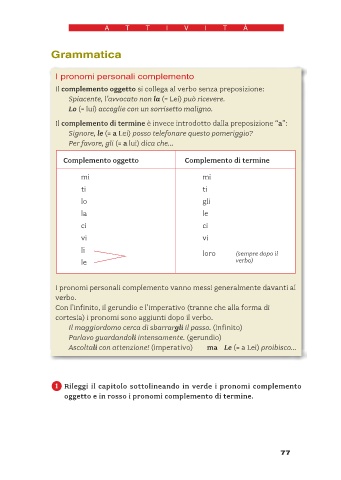 A T T I V I T À
Grammatica
I pronomi personali complemento
Il complemento oggetto si collega al verbo senza preposizione:
Spiacente, l'avvocato non la (= Lei) può ricevere.
Lo (= lui) accoglie con un sorrisetto maligno.
Il complemento di termine è invece introdotto dalla preposizione "a":
Signore, le (= a Lei) posso telefonare questo pomeriggio?
Per favore, gli (= a lui) dica che...
Complemento oggetto Complemento di termine
mi mi
ti ti
lo gli
la le
ci ci
vi vi
li
le
loro (sempre dopo il
verbo)
I pronomi personali complemento vanno messi generalmente davanti al
verbo.
Con l'infinito, il gerundio e l'imperativo (tranne che alla forma di
cortesia) i pronomi sono aggiunti dopo il verbo.
Il maggiordomo cerca di sbarrargli il passo. (infinito)
Parlava guardandoli intensamente. (gerundio)
Ascoltali con attenzione! (imperativo) ma Le (= a Lei) proibisco...
1 Rileggi il capitolo sottolineando in verde i pronomi complemento
oggetto e in rosso i pronomi complemento di termine.
77